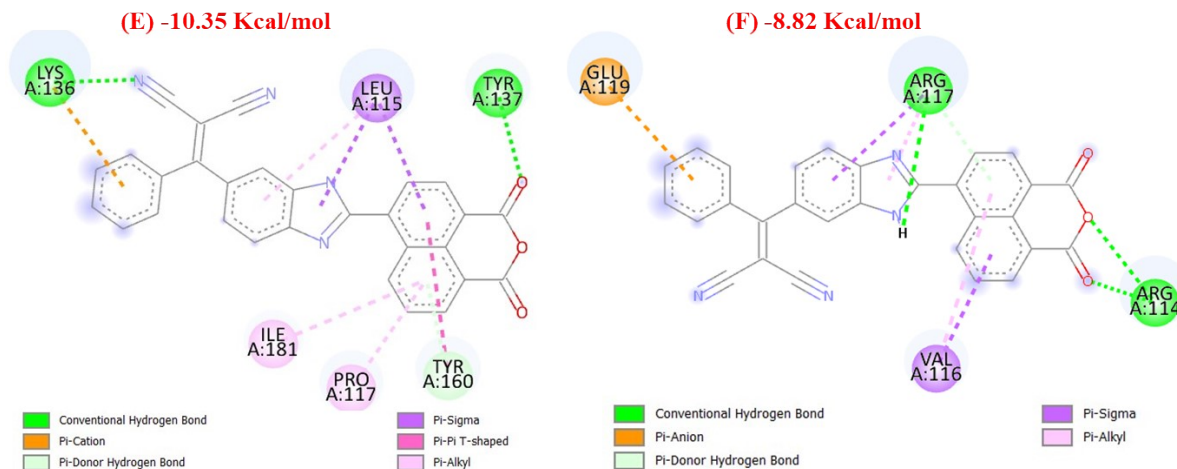 (E) -10.35 Kcal/mol
(F) -8.82 Kcal/mol
LYS
A:136
N
N
LEU
A:115
TYR
A:137
N
N
O
O
O
ILE
A:181
PRO
A:117
TYR
A:160
Conventional Hydrogen Bond
Pi-Cation
Pi-Donor Hydrogen Bond
Pi-Sigma
Pi-Pi T-shaped
Pi-Alkyl
GLU
A:119
ARG
A:117
N
N
H
N
N
O
O
O
ARG
A:114
VAL
A:116
Conventional Hydrogen Bond
Pi-Anion
Pi-Donor Hydrogen Bond
Pi-Sigma
Pi-Alkyl